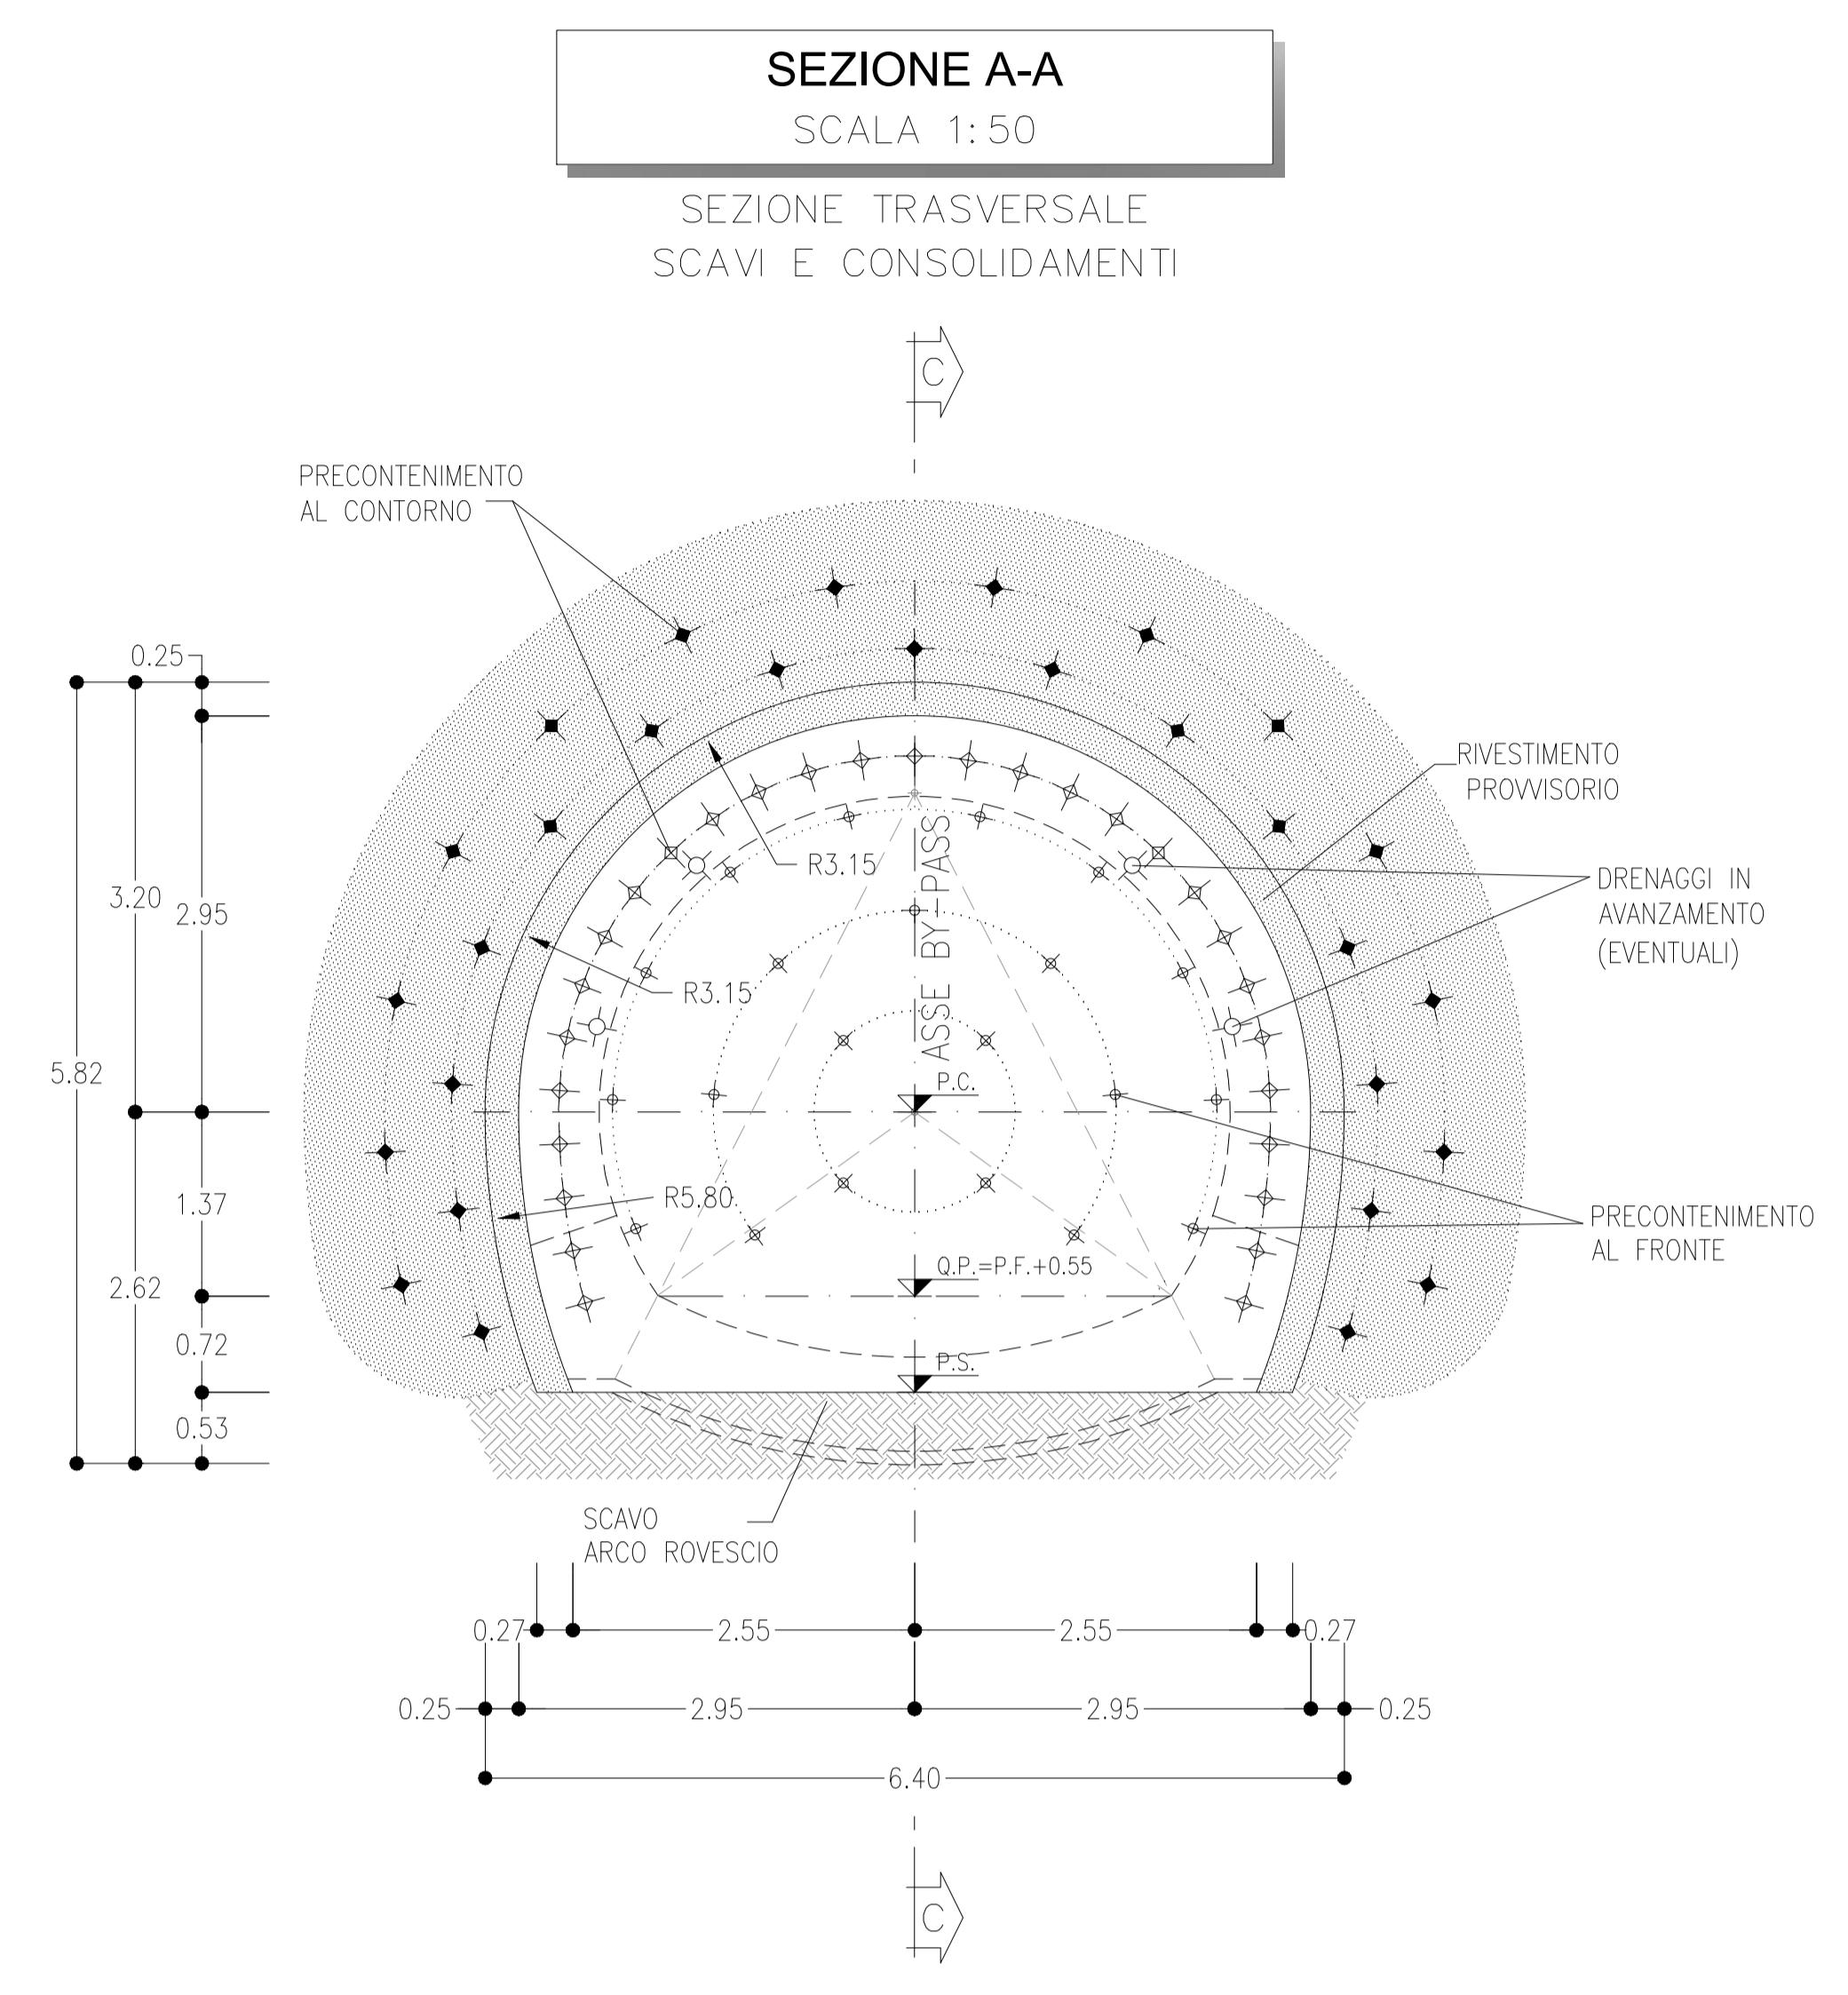 SEZIONE A-A
SCALA 1:50
SEZIONE TRASVERSALE
SCAVI E CONSOLIDAMENTI
C
PRECONTENIMENTO
AL CONTORNO
0.25
RIVESTIMENTO
PROVVISORIO
R3.15
DRENAGGI IN
AVANZAMENTO
(EVENTUALI)
3.20
2.95
ASSE BY-PASS
R3.15
5.82
P.C.
1.37
R5.80
PRECONTENIMENTO
AL FRONTE
Q.P.=P.F.+0.55
2.62
0.72
P.S.
0.53
SCAVO
ARCO ROVESCIO
0.27
2.55
2.55
0.27
0.25
2.95
2.95
0.25
6.40
C